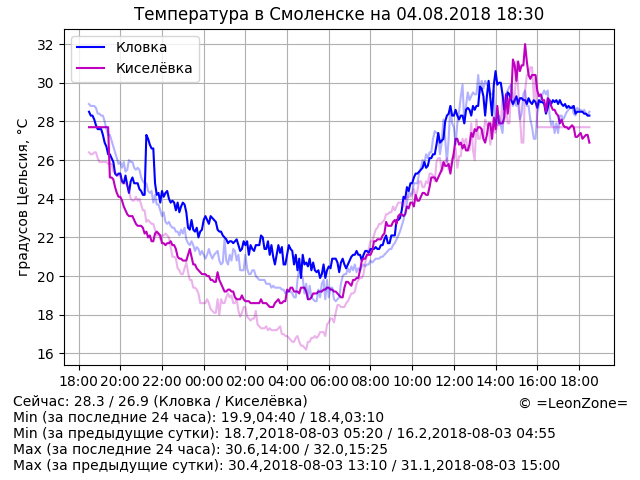 Температура в Смоленске на 04.08.2018 18:30
Кловка
Киселёвка
градусов Цельсия, °C
32
30
28
26
24
22
20
18
16
18:00 20:00 22:00 00:00 02:00 04:00 06:00 08:00 10:00 12:00 14:00 16:00 18:00
Сейчас: 28.3 / 26.9 (Кловка / Киселёвка)
© =LeonZone=
Min (за последние 24 часа): 19.9,04:40 / 18.4,03:10
Min (за предыдущие сутки): 18.7,2018-08-03 05:20 / 16.2,2018-08-03 04:55
Max (за последние 24 часа): 30.6,14:00 / 32.0,15:25
Max (за предыдущие сутки): 30.4,2018-08-03 13:10 / 31.1,2018-08-03 15:00